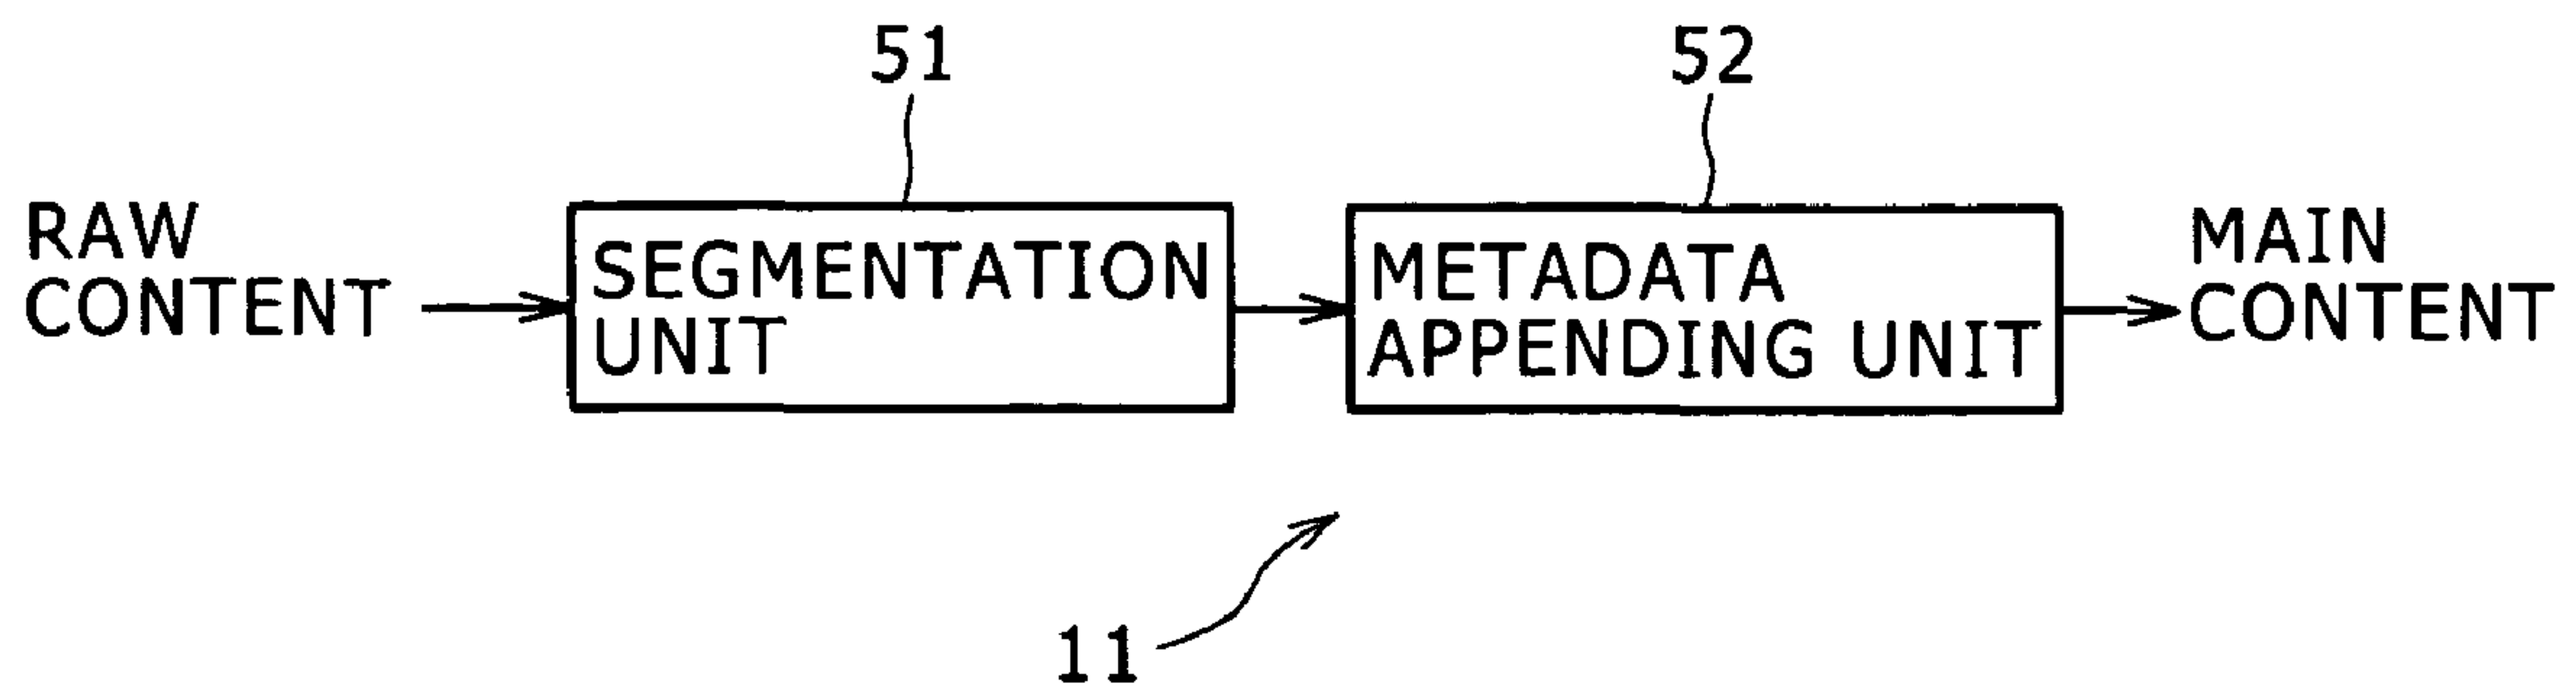 51
52
RAW
CONTENT
SEGMENTATION
UNIT
METADATA
APPENDING UNIT
MAIN
CONTENT
11